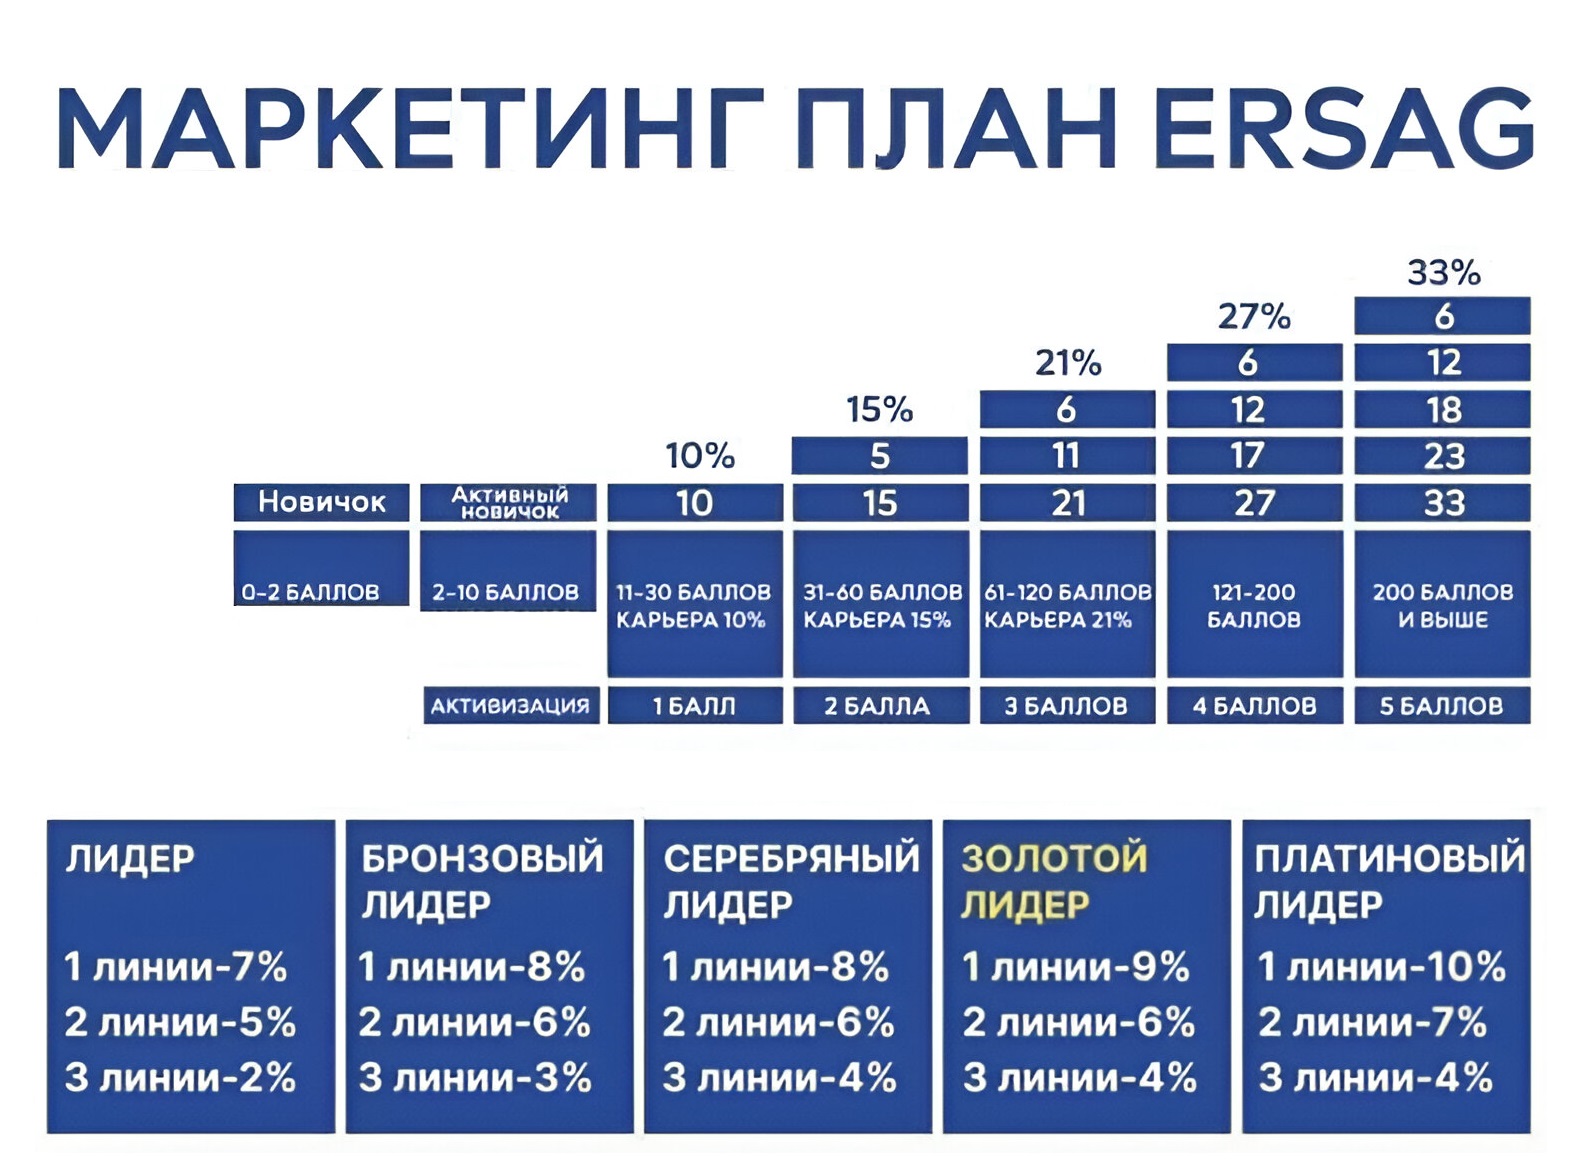 МАРКЕТИНГ ПЛАН ERSAG
33%
27%
6
21%
6
12
15%
6
12
18
10%
5
11
17
23
Новичок
Активный
новичок
10
15
21
27
33
0-2 БАЛЛОВ
2-10 БАЛЛОВ
11-30 БАЛЛОВ
КАРЬЕРА 10%
31-60 БАЛЛОВ
КАРЬЕРА 15%
61-120 БАЛЛОВ
КАРЬЕРА 21%
121-200
БАЛЛОВ
200 БАЛЛОВ
И ВЫШЕ
АКТИВИЗАЦИЯ
1 БАЛЛ
2 БАЛЛА
3 БАЛЛОВ
4 БАЛЛОВ
5 БАЛЛОВ
ЛИДЕР
1 линии-7%
2 линии-5%
3 линии-2%
БРОНЗОВЫЙ
ЛИДЕР
1 линии-8%
2 линии-6%
3 линии-3%
СЕРЕБРЯНЫЙ
ЛИДЕР
1 линии-8%
2 линии-6%
3 линии-4%
ЗОЛОТОЙ
ЛИДЕР
1 линии-9%
2 линии-6%
3 линии-4%
ПЛАТИНОВЫЙ
ЛИДЕР
1 линии-10%
2 линии-7%
3 линии-4%